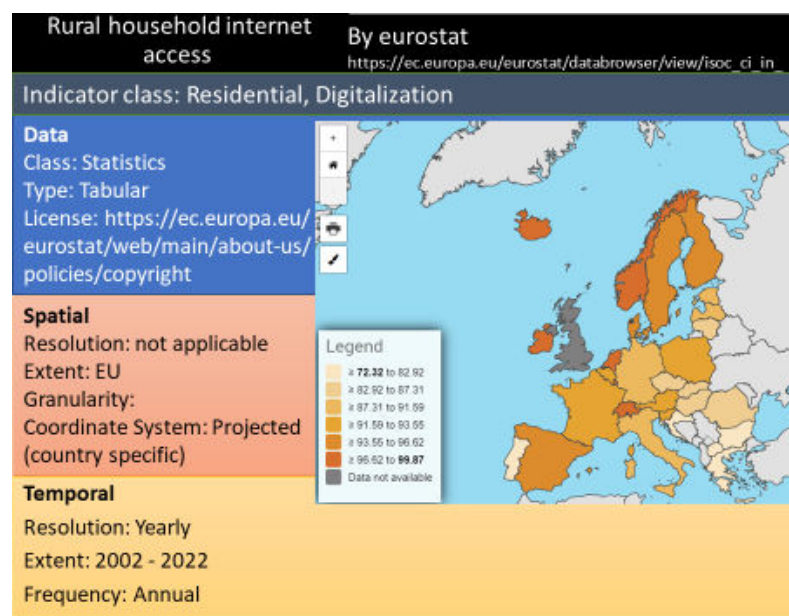 Rural household internet
access
By eurostat
https://ec.europa.eu/eurostat/databrowser/view/isoc_ci_in_
Indicator class: Residential, Digitalization
Data
Class: Statistics
Type: Tabular
License: https://ec.europa.eu/
eurostat/web/main/about-us/
policies/copyright
Spatial
Resolution: not applicable
Extent: EU
Granularity:
Coordinate System: Projected
(country specific)
Temporal
Resolution: Yearly
Extent: 2002 - 2022
Frequency: Annual
+
Legend
≥ 72.32 to 82.92
≥ 82.92 to 87.31
≥ 87.31 to 91.59
≥ 91.59 to 93.55
≥ 93.55 to 96.62
≥ 96.62 to 99.87
Data not available